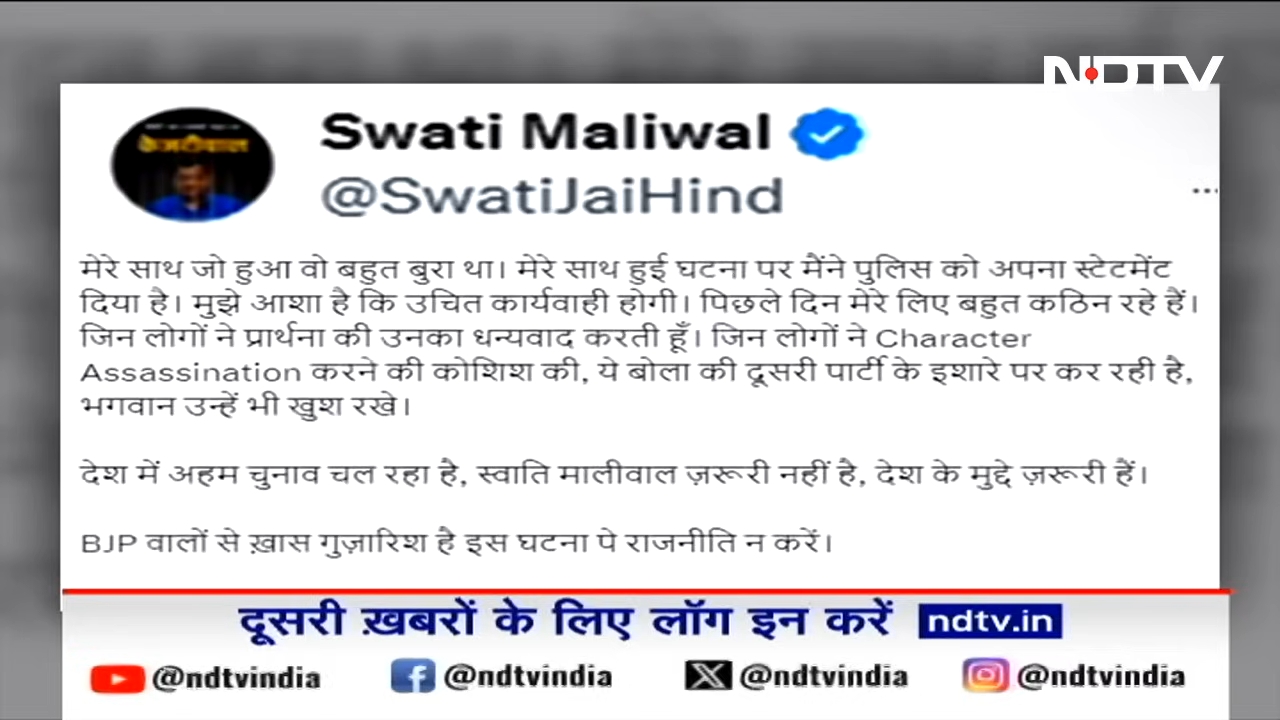 NDTV
केजरीवाल
Swati Maliwal
@SwatiJaiHind
...
मेरे साथ जो हुआ वो बहुत बुरा था। मेरे साथ हुई घटना पर मैंने पुलिस को अपना स्टेटमेंट
दिया है। मुझे आशा है कि उचित कार्यवाही होगी। पिछले दिन मेरे लिए बहुत कठिन रहे हैं।
जिन लोगों ने प्रार्थना की उनका धन्यवाद करती हूँ। जिन लोगों ने Character
Assassination करने की कोशिश की, ये बोला की दूसरी पार्टी के इशारे पर कर रही है,
भगवान उन्हें भी खुश रखे।
देश में अहम चुनाव चल रहा है, स्वाति मालीवाल ज़रूरी नहीं है, देश के मुद्दे ज़रूरी हैं।
BJP वालों से ख़ास गुज़ारिश है इस घटना पे राजनीति न करें।
दूसरी ख़बरों के लिए लॉग इन करें ndtv.in
@ndtvindia @ndtvindia @ndtvindia @ndtvindia